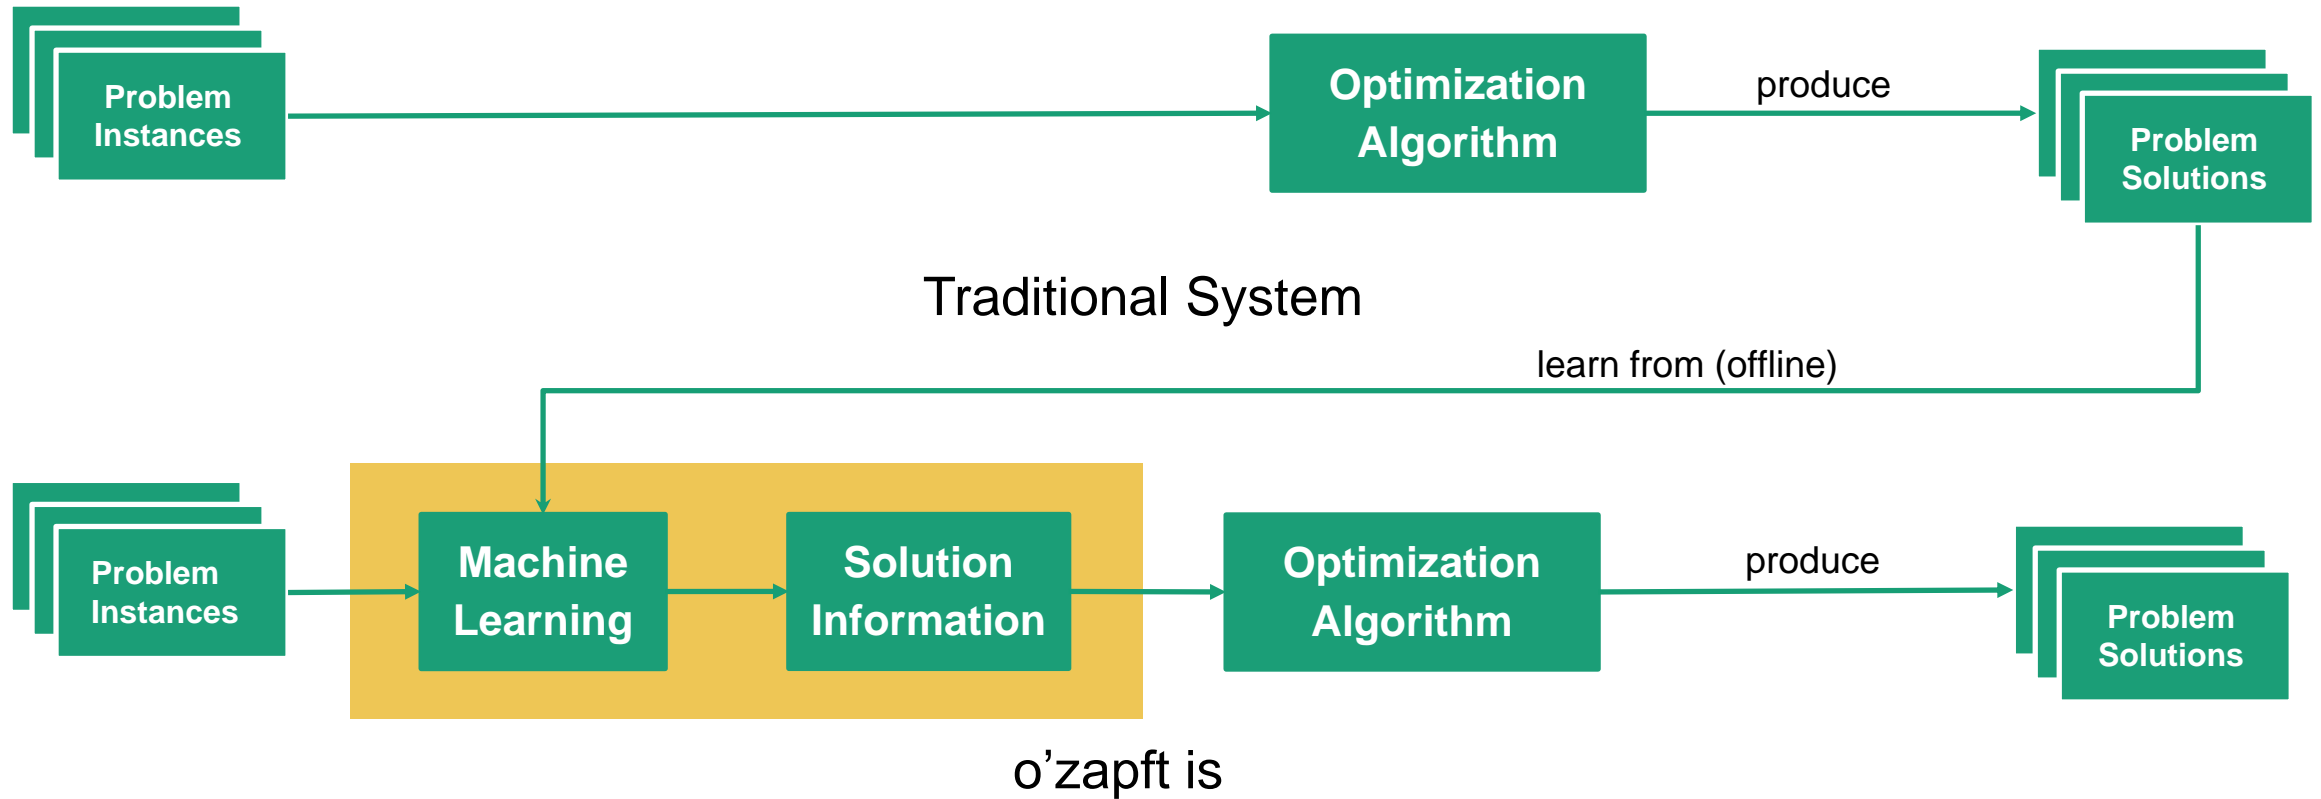 Problem
Instances
Optimization
Algorithm
produce
Problem
Solutions
Traditional System
learn from (offline)
Problem
Instances
Machine
Learning
Solution
Information
Optimization
Algorithm
produce
Problem
Solutions
o’zapft is